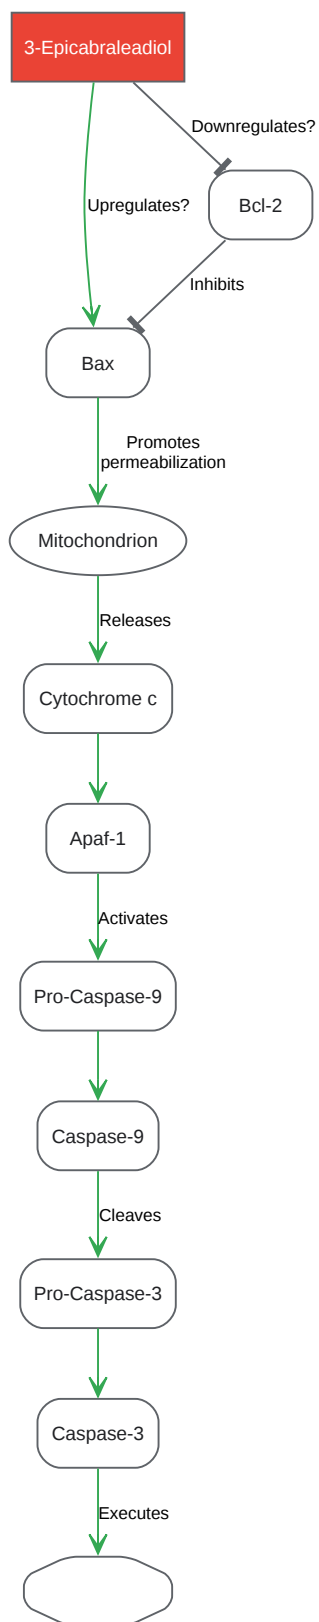 3-Epicabraleadiol
Downregulates?
Upregulates?
Bcl-2
Inhibits
Bax
Promotes
permeabilization
Mitochondrion
Releases
Cytochrome c
Apaf-1
Activates
Pro-Caspase-9
Caspase-9
Cleaves
Pro-Caspase-3
Caspase-3
Executes